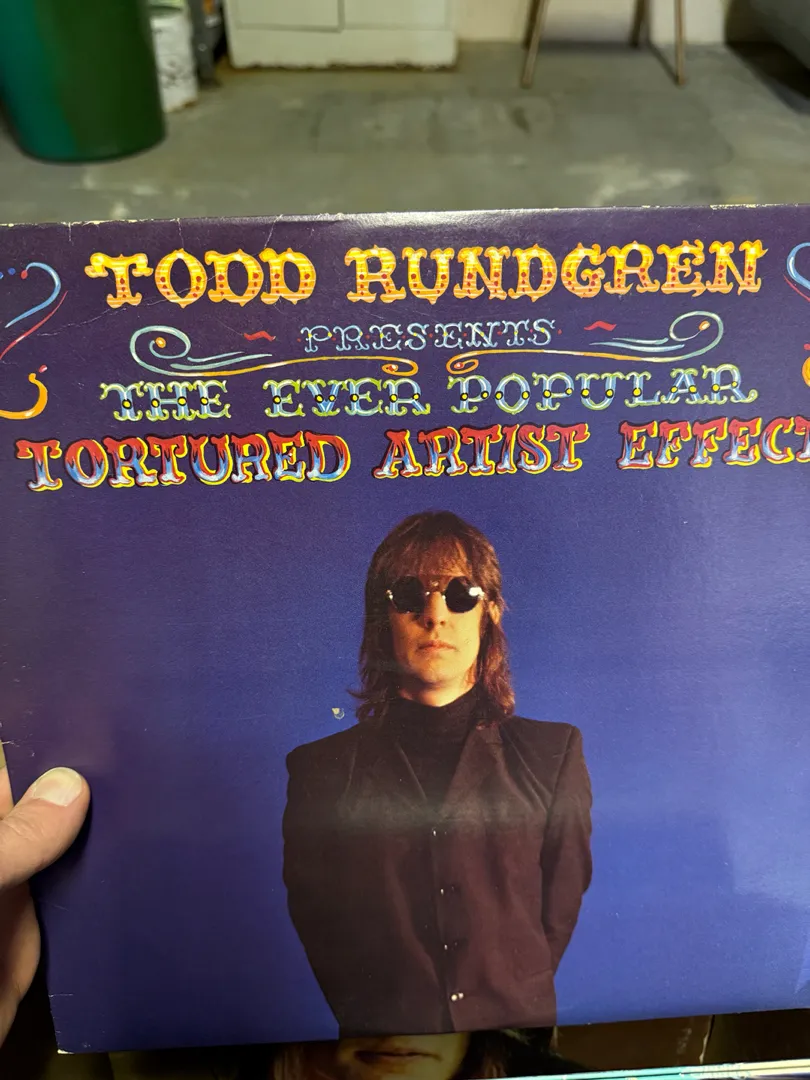 TODD RUNDGREN
PRESENTS
THE EVER POPULAR
TORTURED ARTIST EFFECT